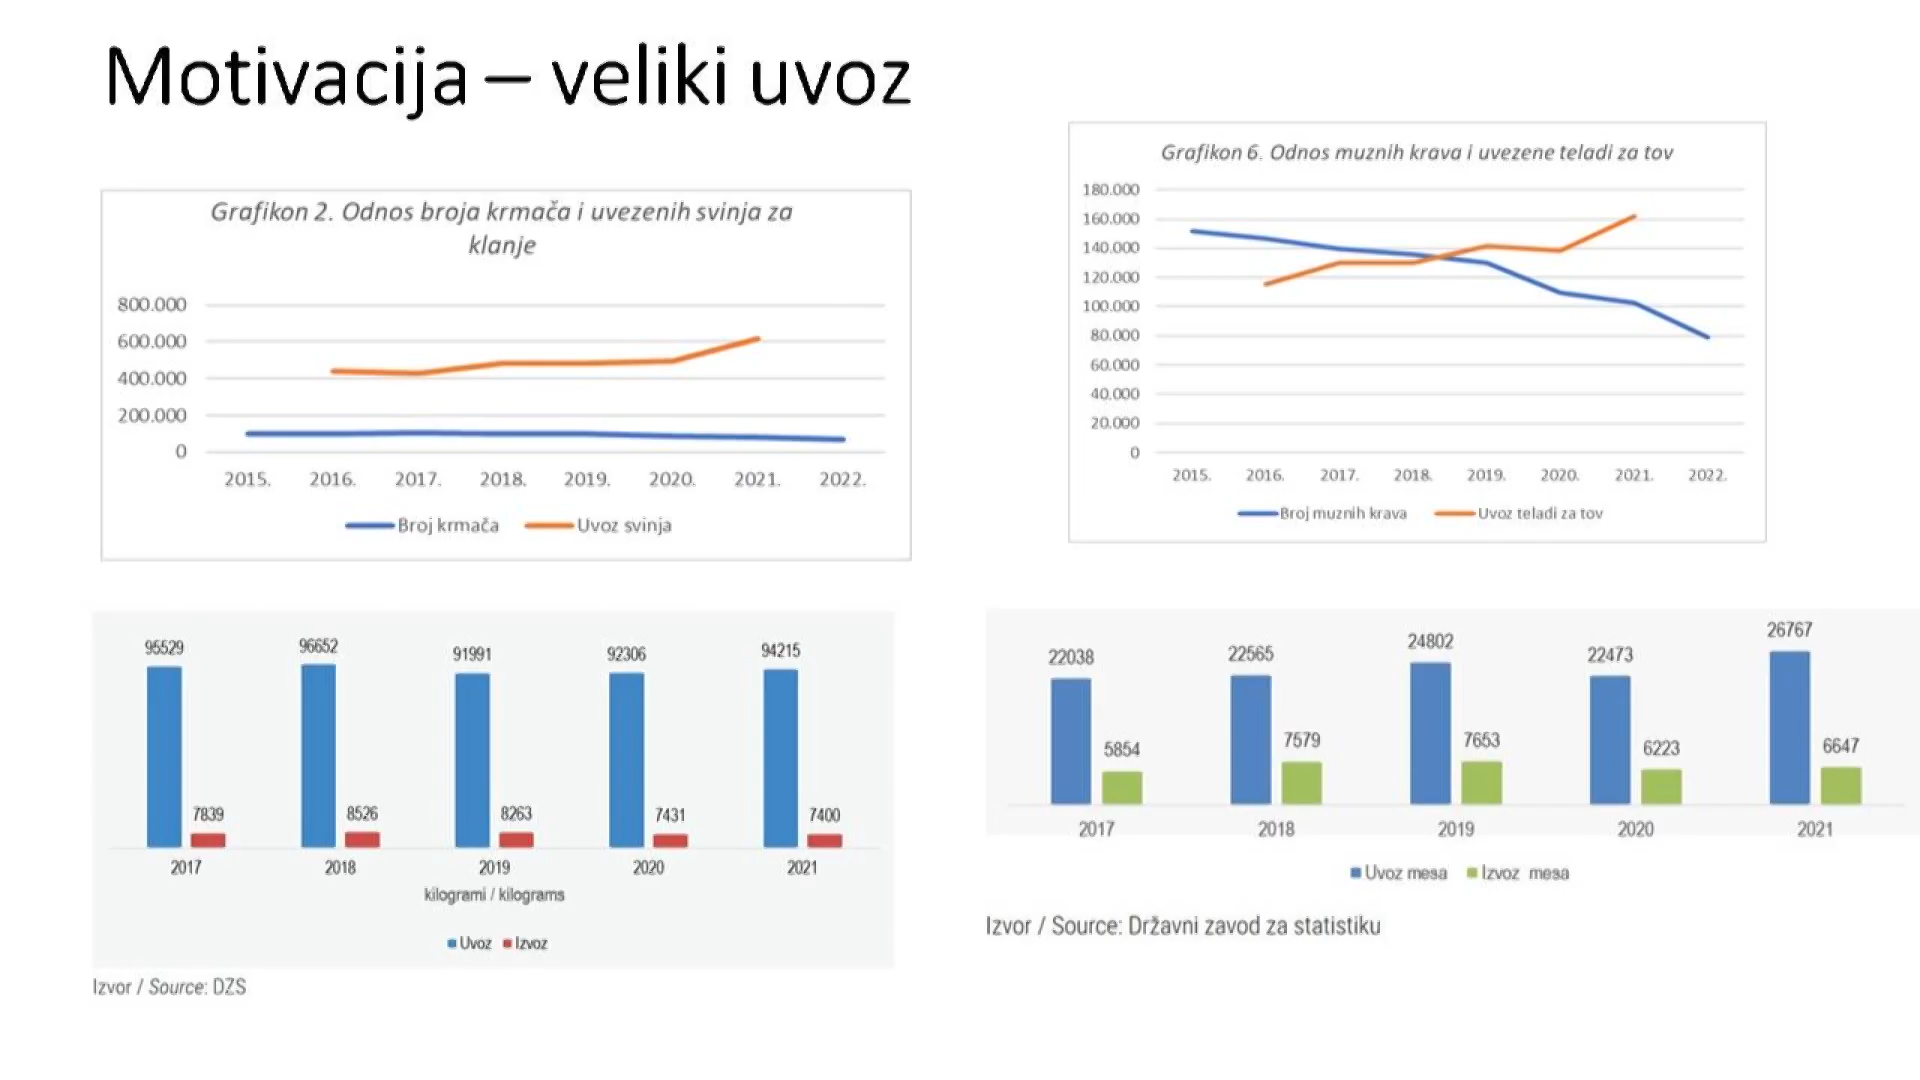 Motivacija – veliki uvoz
Grafikon 2. Odnos broja krmača i uvezenih svinja za
klanje
800.000
600.000
400.000
200.000
0
2015. 2016. 2017. 2018. 2019. 2020. 2021. 2022.
Broj krmača Uvoz svinja
Grafikon 6. Odnos muznih krava i uvezene teladi za tov
180.000
160.000
140.000
120.000
100.000
80.000
60.000
40.000
20.000
0
2015. 2016. 2017. 2018. 2019. 2020. 2021. 2022.
Broj muznih krava Uvoz teladi za tov
95529 96652 91991 92306 94215
7839 8526 8263 7431 7400
2017 2018 2019 2020 2021
kilogrami / kilograms
Uvoz Izvoz
Izvor / Source: DZS
22038 22565 24802 22473 26767
5854 7579 7653 6223 6647
2017 2018 2019 2020 2021
Uvoz mesa Izvoz mesa
Izvor / Source: Državni zavod za statistiku